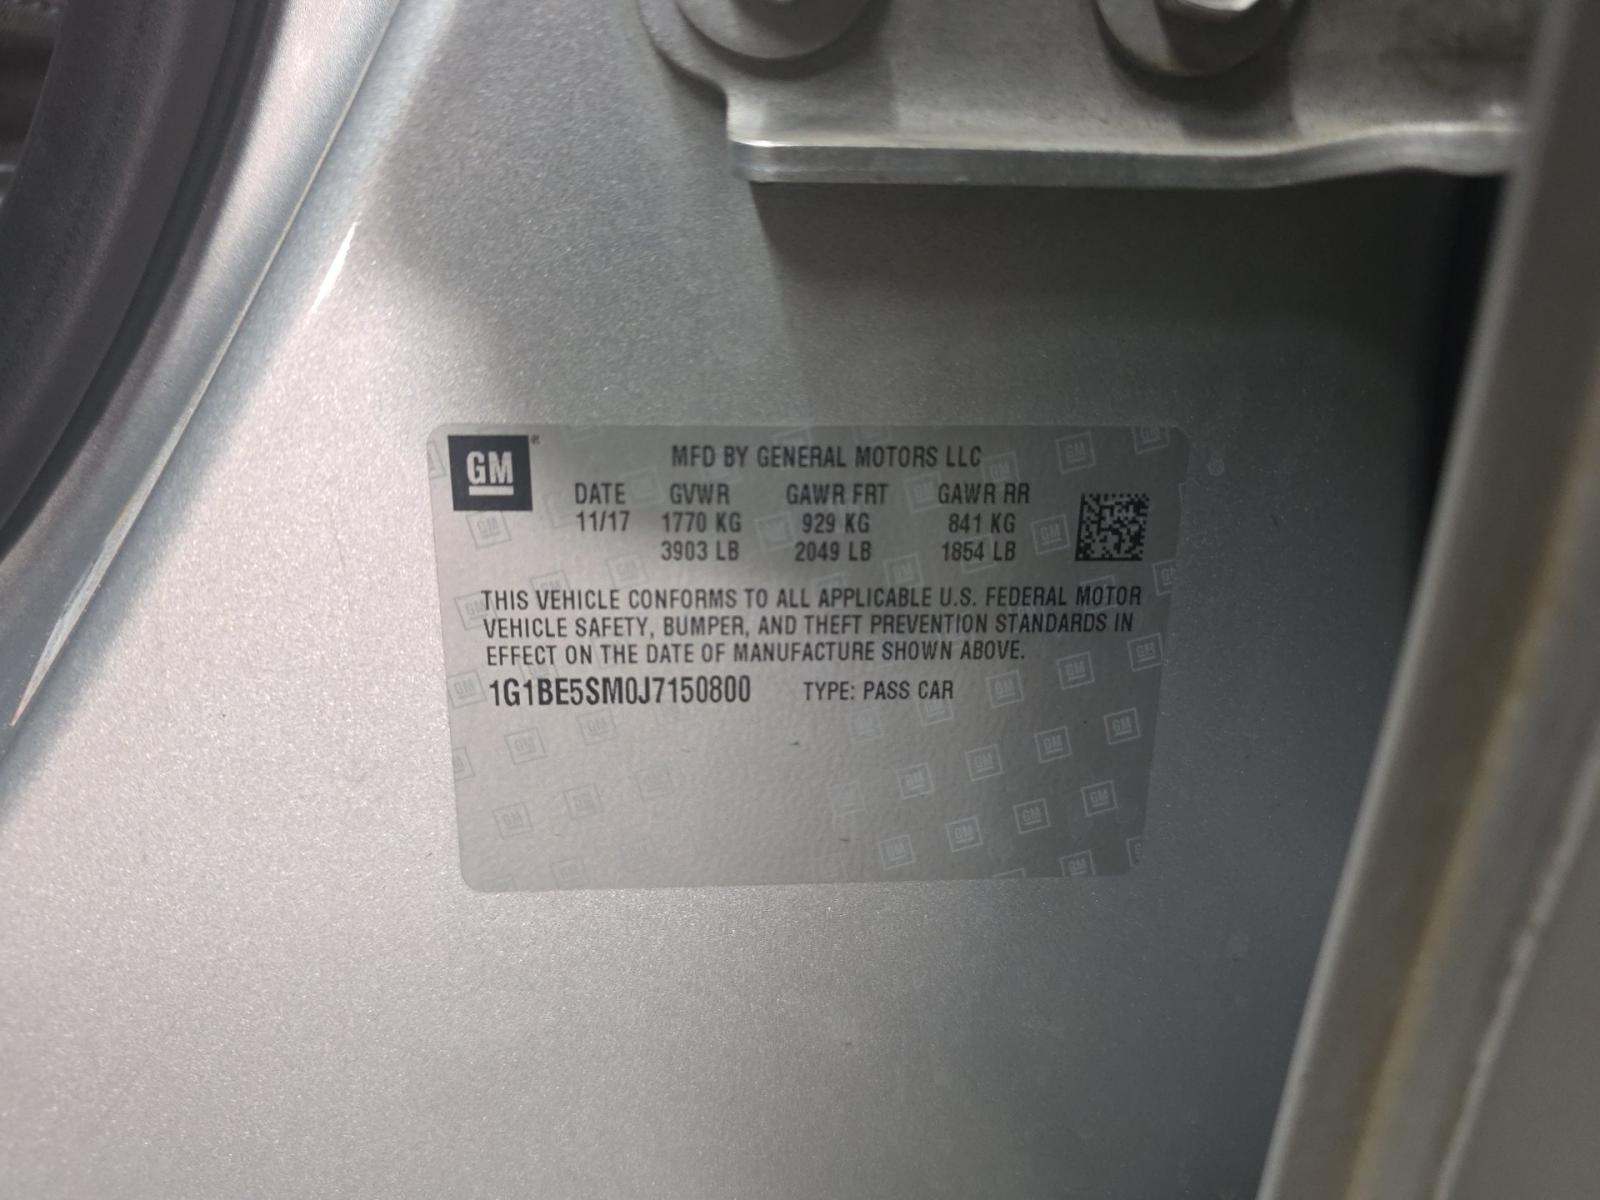 GM
MFD BY GENERAL MOTORS LLC
DATE GVWR GAWR FRT GAWR RR
11/17 1770 KG 929 KG 841 KG
3903 LB 2049 LB 1854 LB
THIS VEHICLE CONFORMS TO ALL APPLICABLE U.S. FEDERAL MOTOR
VEHICLE SAFETY, BUMPER, AND THEFT PREVENTION STANDARDS IN
EFFECT ON THE DATE OF MANUFACTURE SHOWN ABOVE.
1G1BE5SM0J7150800 TYPE: PASS CAR